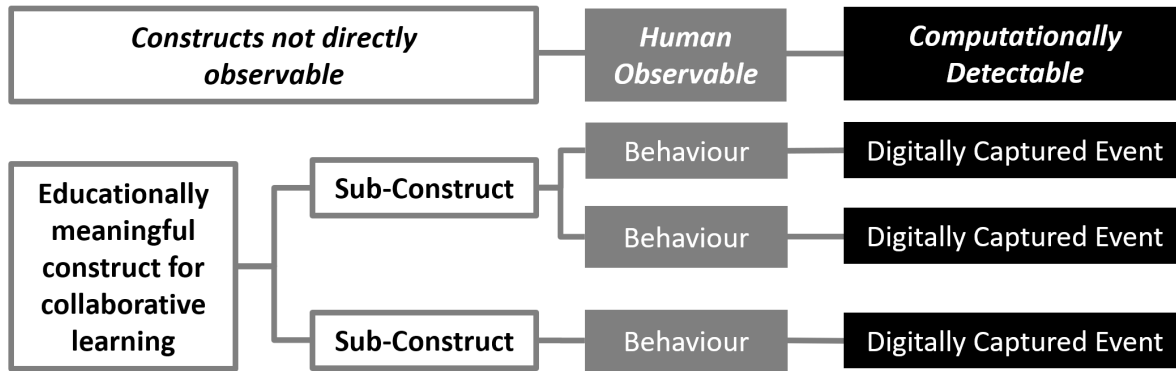 Constructs not directly
observable
Human
Observable
Computationally
Detectable
Educationally
meaningful
construct for
collaborative
learning
Sub-Construct
Behaviour
Digitally Captured Event
Behaviour
Digitally Captured Event
Sub-Construct
Behaviour
Digitally Captured Event